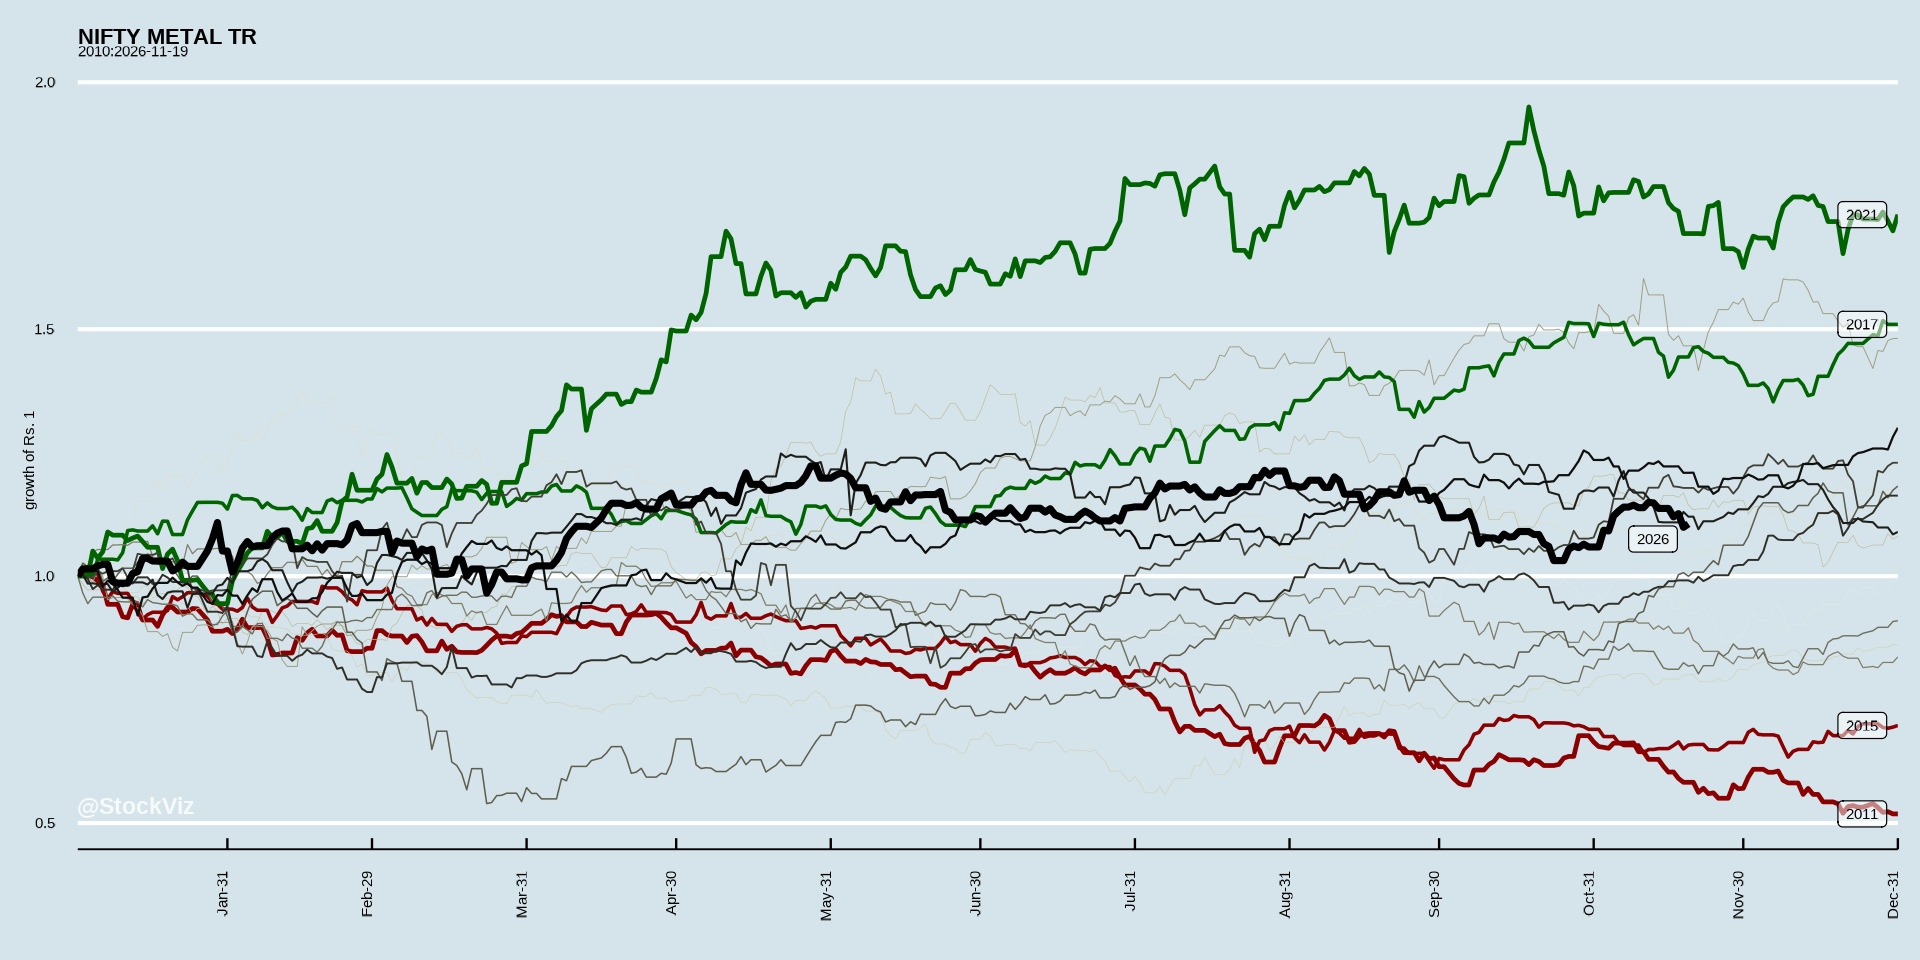 NIFTY METAL TR
2010:2026-11-19
2.0
1.5
1.0
0.5
growth of Rs. 1
2021
2017
2026
2015
2011
@StockViz
Jan-31
Feb-29
Mar-31
Apr-30
May-31
Jun-30
Jul-31
Aug-31
Sep-30
Oct-31
Nov-30
Dec-31